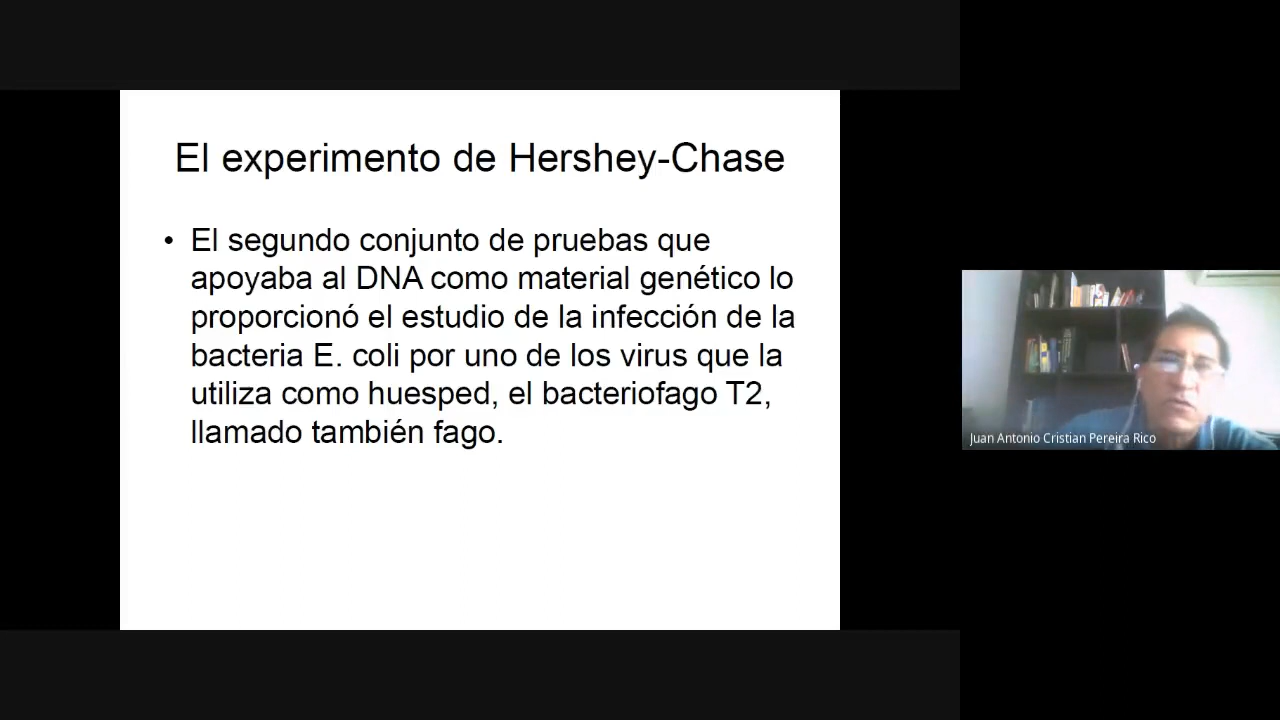 El experimento de Hershey-Chase
• El segundo conjunto de pruebas que
apoyaba al DNA como material genético lo
proporcionó el estudio de la infección de la
bacteria E. coli por uno de los virus que la
utiliza como huesped, el bacteriofago T2,
llamado también fago.
Juan Antonio Cristian Pereira Rico